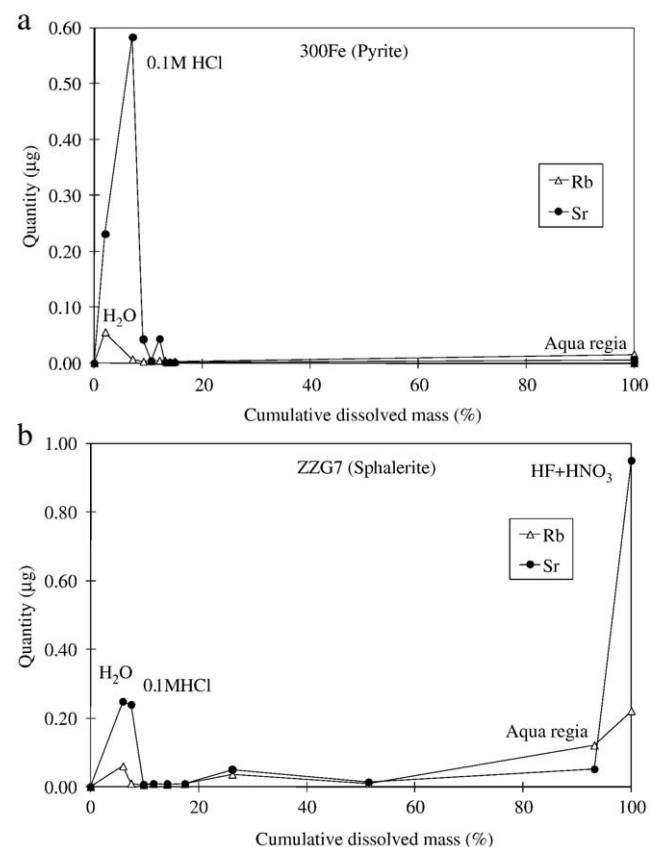 a
0.60
300Fe (Pyrite)
0.1M HCl
0.50
0.40
Quantity (µg)
0.30
Rb
Sr
0.20
0.10
H₂O
Aqua regia
0.00
0 20 40 60 80 100
Cumulative dissolved mass (%)
b
1.00
ZZG7 (Sphalerite)
HF+HNO₃
0.80
Rb
Sr
0.60
Quantity (µg)
0.40
H₂O
0.1MHCl
0.20
Aqua regia
0.00
0 20 40 60 80 100
Cumulative dissolved mass (%)